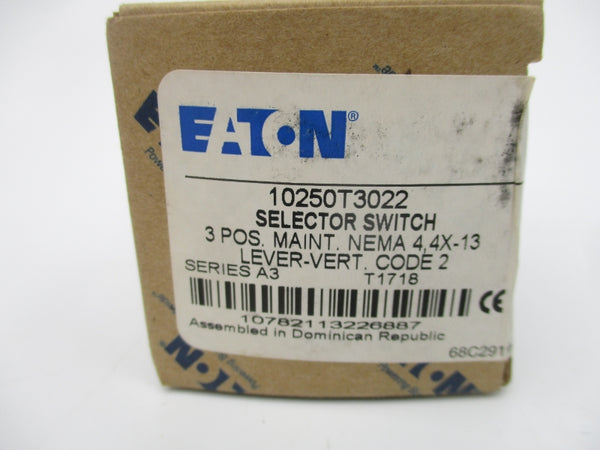 EATON®
10250T3022
SELECTOR SWITCH
3 POS. MAINT. NEMA 4,4X-13
LEVER-VERT. CODE 2
SERIES A3 T1718
CE
10782113226887
Assembled in Dominican Republic
68C291